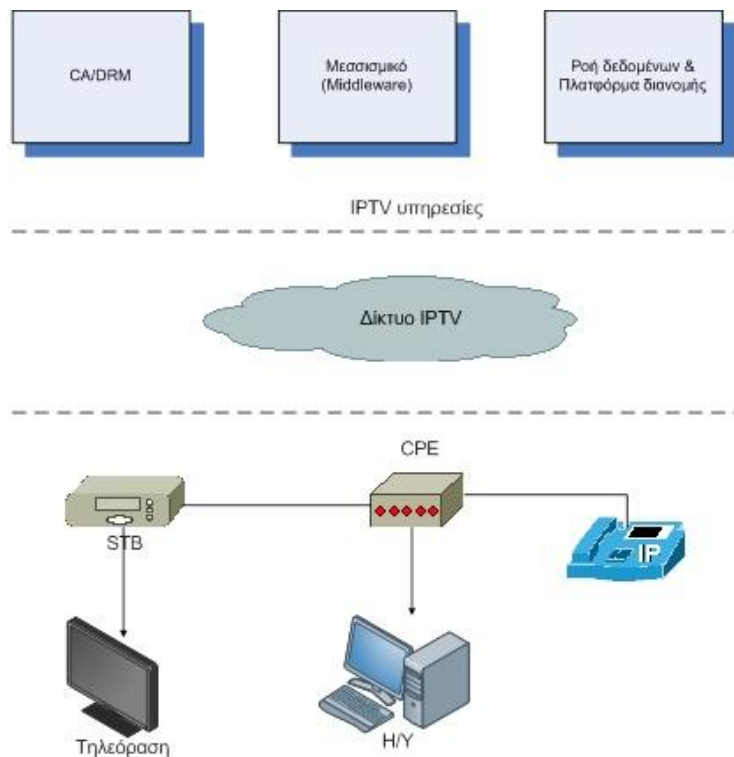 CA/DRM
Μεσσισμικό
(Middleware)
Ροή δεδομένων &
Πλατφόρμα διανομής
IPTV υπηρεσίες
Δίκτυο IPTV
CPE
STB
IP
Τηλεόραση
Η/Υ